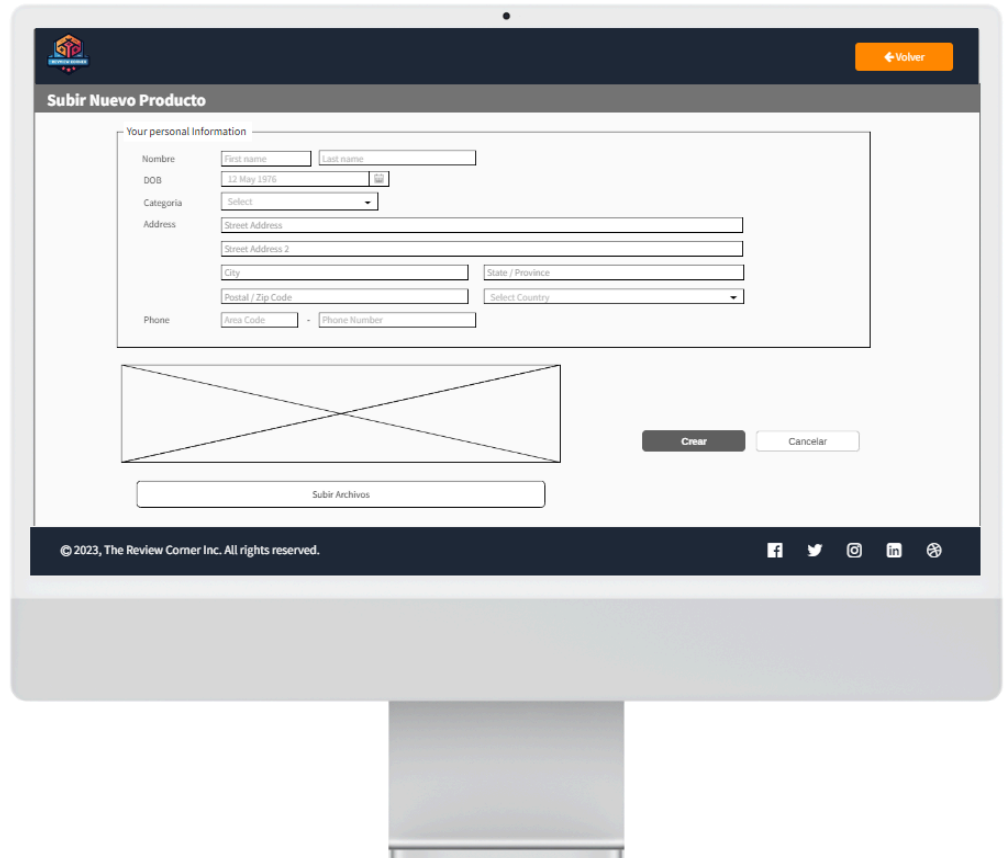 REVIEW CORNER
Volver
Subir Nuevo Producto
Your personal Information
Nombre First name Last name
DOB 12 May 1976
Categoria Select
Address Street Address
Street Address 2
City State / Province
Postal / Zip Code Select Country
Phone Area Code - Phone Number
Crear Cancelar
Subir Archivos
© 2023, The Review Corner Inc. All rights reserved.